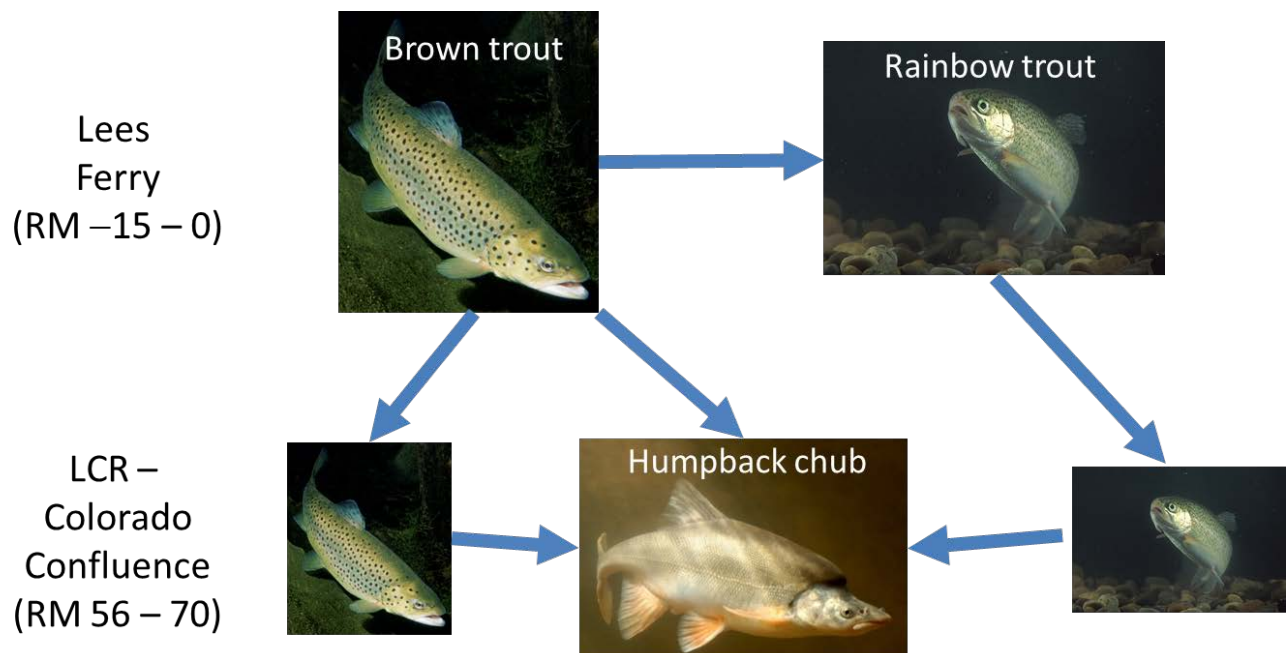 Brown trout
Rainbow trout
Lees
Ferry
(RM –15 – 0)
LCR –
Colorado
Confluence
(RM 56 – 70)
Humpback chub